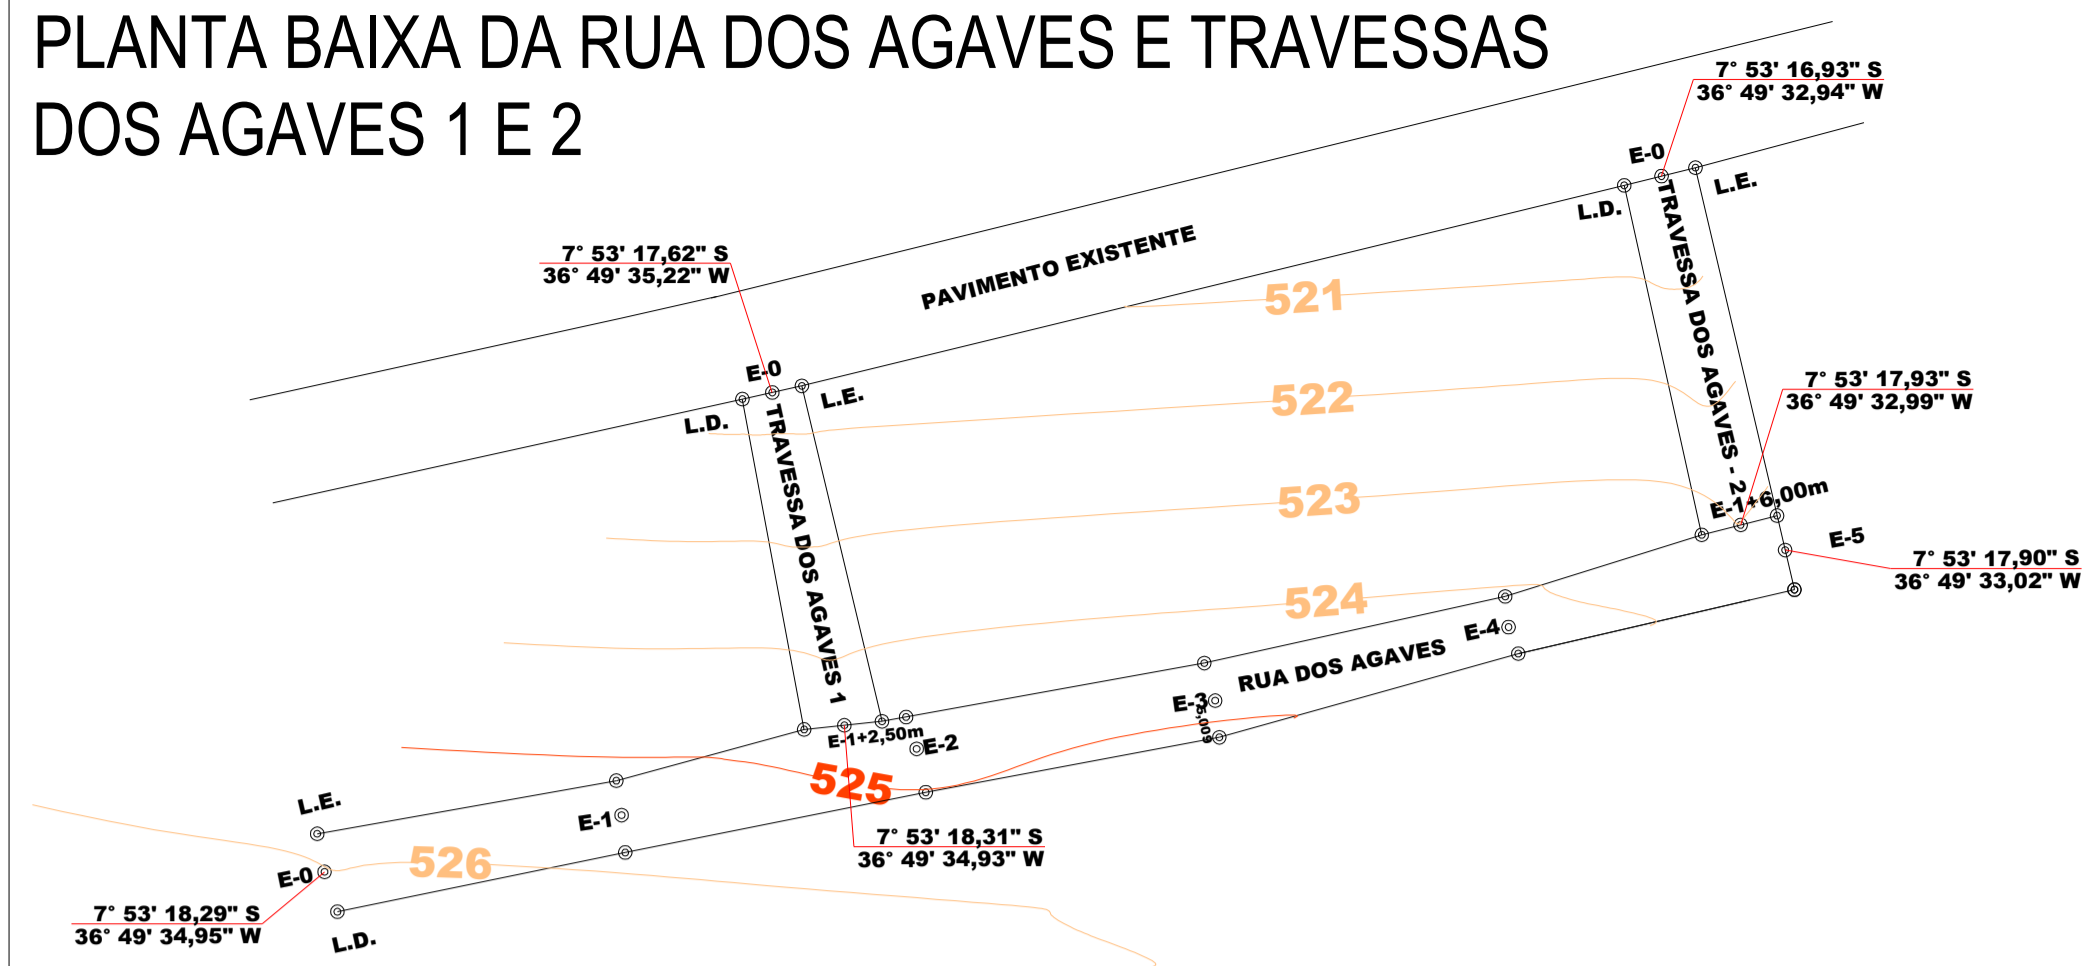 PLANTA BAIXA DA RUA DOS AGAVES E TRAVESSAS
DOS AGAVES 1 E 2
7° 53' 16,93" S
36° 49' 32,94" W
E-0
L.E.
L.D.
7° 53' 17,62" S
36° 49' 35,22" W
PAVIMENTO EXISTENTE
521
TRAVESSA DOS AGAVES - 2
E-0
L.E.
L.D.
522
7° 53' 17,93" S
36° 49' 32,99" W
TRAVESSA DOS AGAVES 1
523
E-1+6,00m
E-5
7° 53' 17,90" S
36° 49' 33,02" W
524
E-4
RUA DOS AGAVES
E-3
E-1+2,50m
E-2
525
L.E.
E-1
7° 53' 18,31" S
36° 49' 34,93" W
526
E-0
7° 53' 18,29" S
36° 49' 34,95" W
L.D.